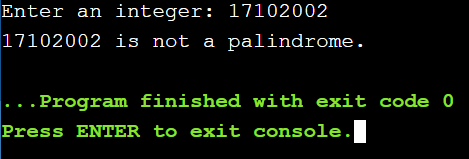 Enter an integer: 17102002
17102002 is not a palindrome.
...Program finished with exit code 0
Press ENTER to exit console.